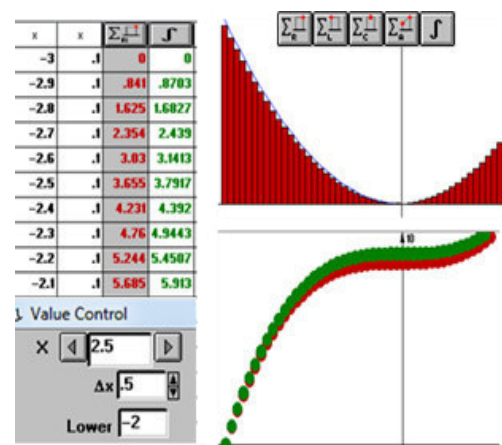 x x Σ R ∫
-3 .1 0 0
-2.9 .1 .841 .8703
-2.8 .1 1.625 1.6827
-2.7 .1 2.354 2.439
-2.6 .1 3.03 3.1413
-2.5 .1 3.655 3.7917
-2.4 .1 4.231 4.392
-2.3 .1 4.76 4.9443
-2.2 .1 5.244 5.4507
-2.1 .1 5.685 5.913
Value Control
X 2.5
Δx .5
Lower -2
Σ R Σ L Σ C Σ ∫
10